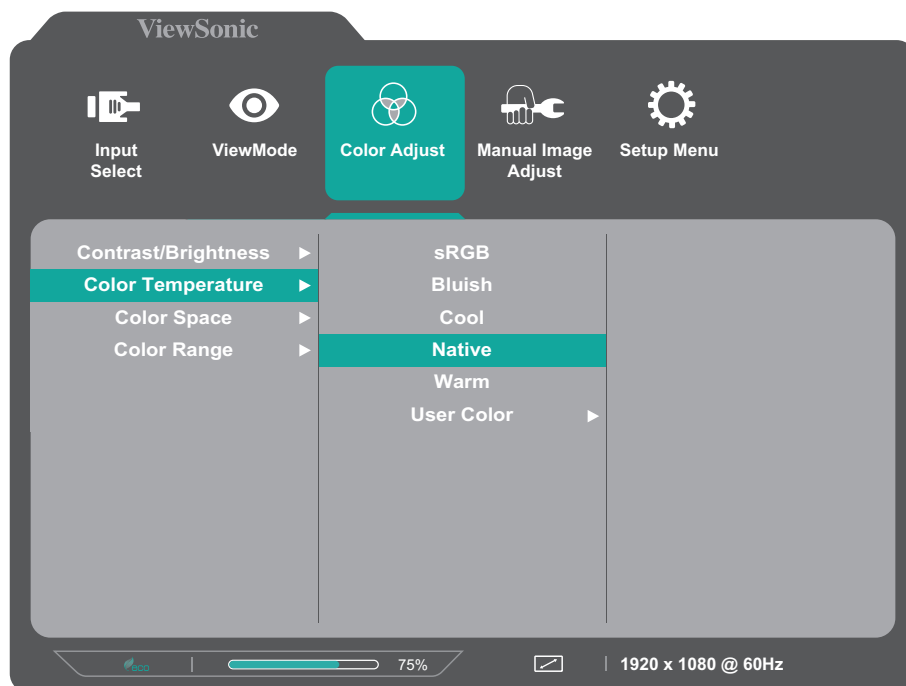 ViewSonic
Input
Select
ViewMode
Color Adjust
Manual Image
Adjust
Setup Menu
Contrast/Brightness
Color Temperature
Color Space
Color Range
sRGB
Bluish
Cool
Native
Warm
User Color
eco
75%
1920 x 1080 @ 60Hz